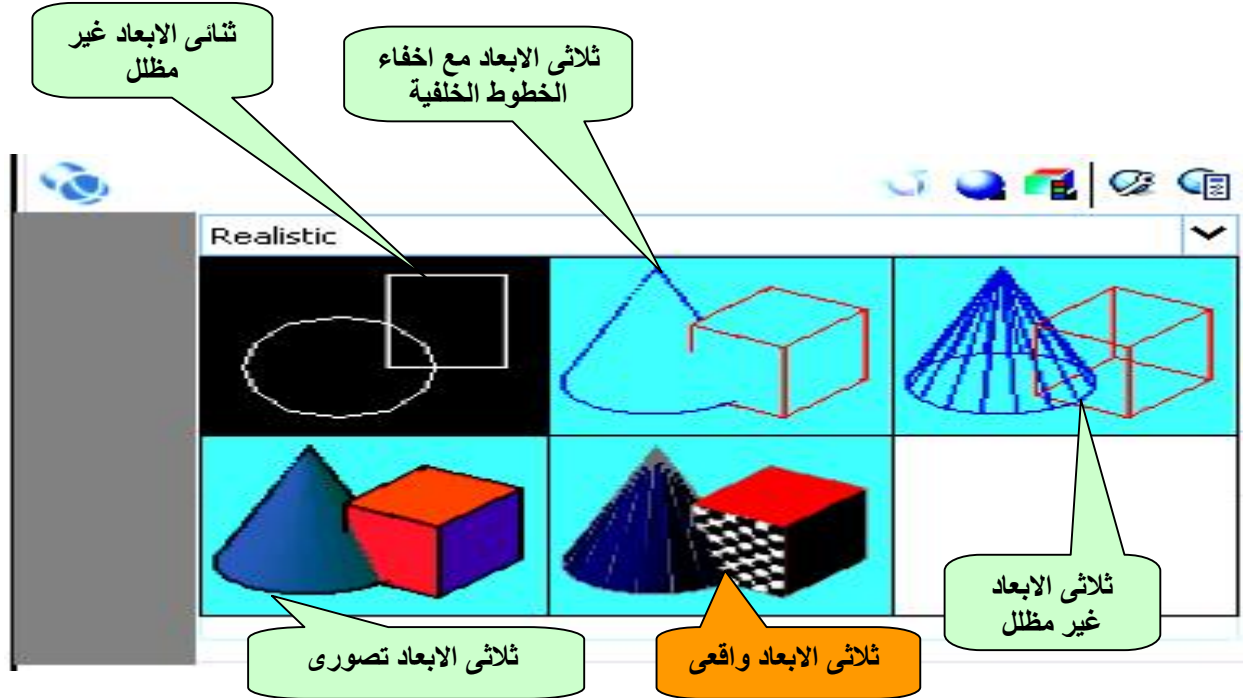 ثنائى الابعاد غير
مظلل
ثلاثى الابعاد مع اخفاء
الخطوط الخلفية
Realistic
ثلاثى الابعاد
غير مظلل
ثلاثى الابعاد تصورى
ثلاثى الابعاد واقعى